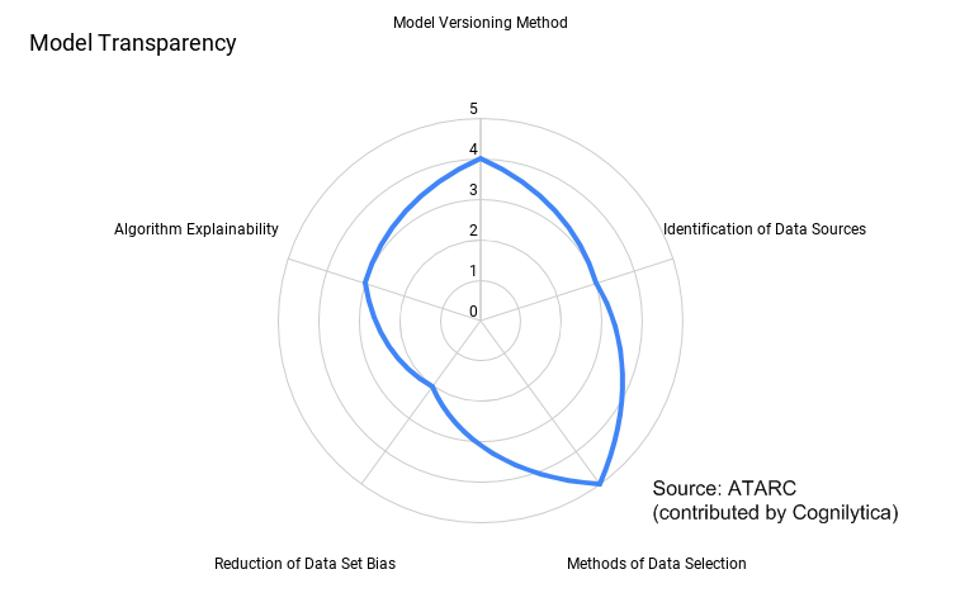 Model Versioning Method
Model Transparency
5
4
3
2
1
0
Algorithm Explainability
Identification of Data Sources
Source: ATARC
(contributed by Cognilytica)
Reduction of Data Set Bias
Methods of Data Selection